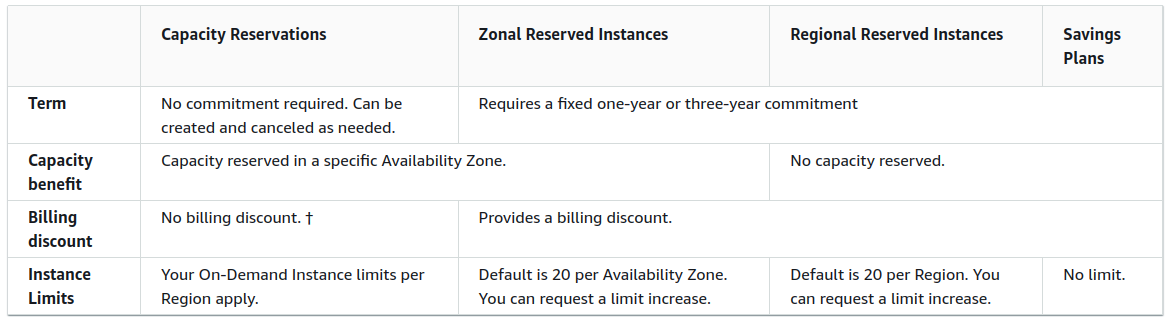 Capacity Reservations
Zonal Reserved Instances
Regional Reserved Instances
Savings
Plans
Term
No commitment required. Can be
created and canceled as needed.
Requires a fixed one-year or three-year commitment
Capacity
benefit
Capacity reserved in a specific Availability Zone.
No capacity reserved.
Billing
discount
No billing discount. †
Provides a billing discount.
Instance
Limits
Your On-Demand Instance limits per
Region apply.
Default is 20 per Availability Zone.
You can request a limit increase.
Default is 20 per Region. You
can request a limit increase.
No limit.